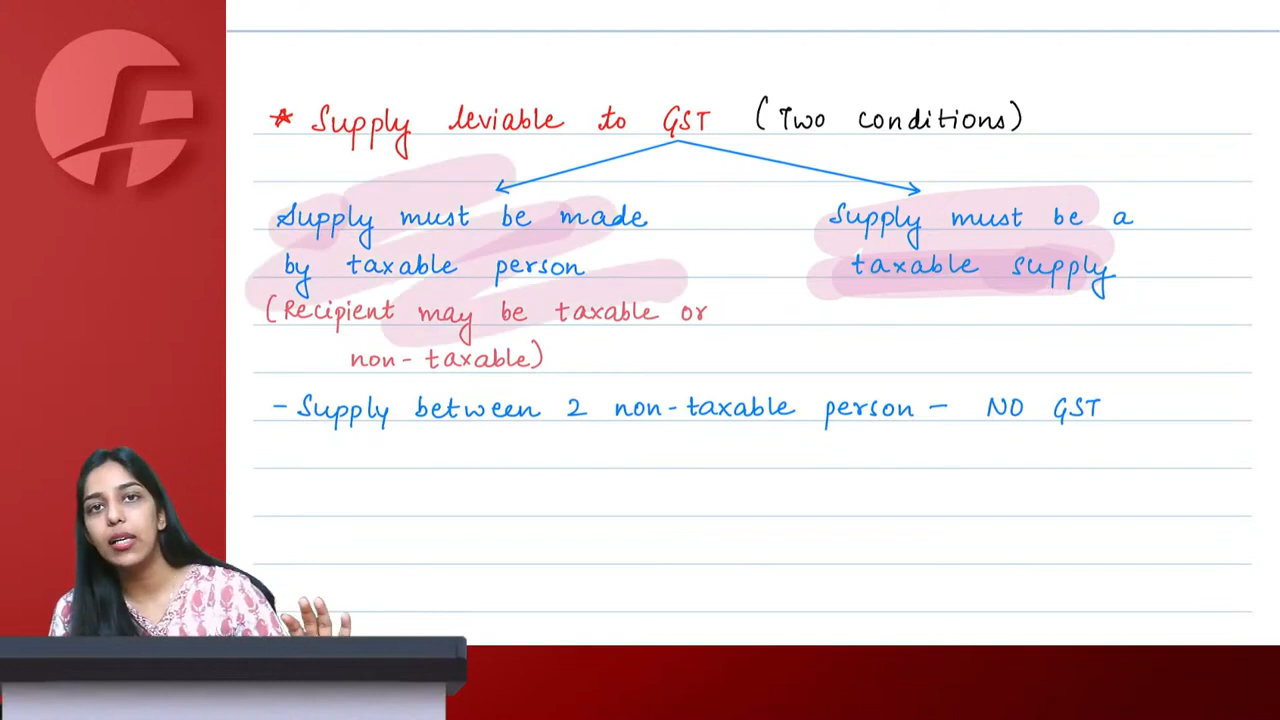 * Supply leviable to GST (Two conditions)
Supply must be made
by taxable person
(Recipient may be taxable or
non-taxable)
Supply must be a
taxable supply
- Supply between 2 non-taxable person - NO GST